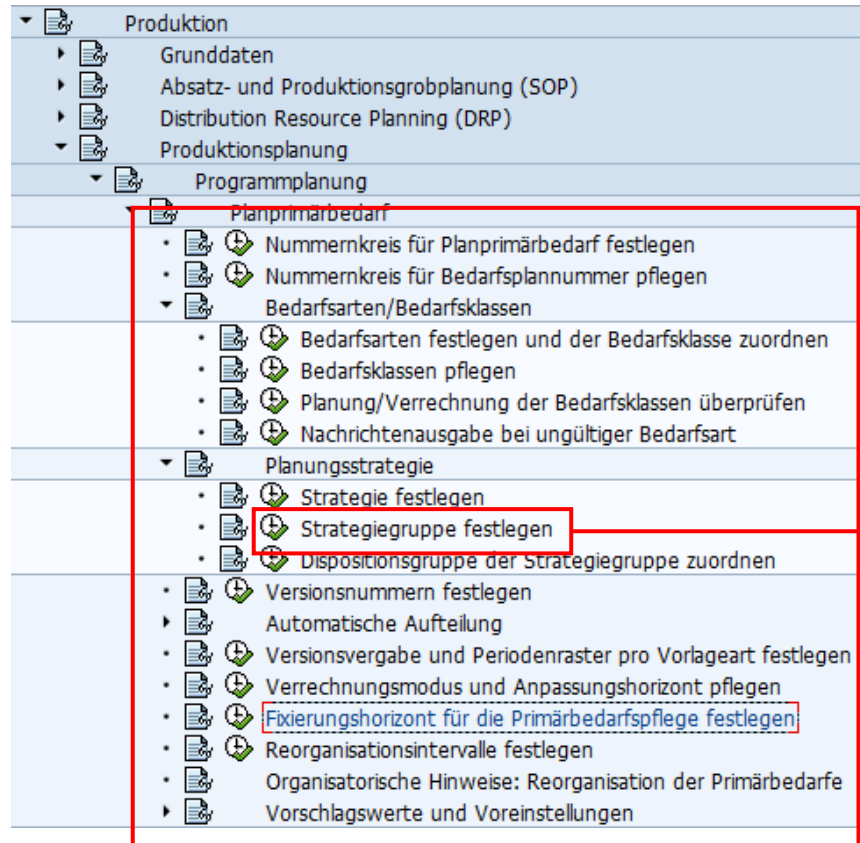 Produktion
Grunddaten
Absatz- und Produktionsgrobplanung (SOP)
Distribution Resource Planning (DRP)
Produktionsplanung
Programmplanung
Planprimärbedarf
Nummernkreis für Planprimärbedarf festlegen
Nummernkreis für Bedarfsplannummer pflegen
Bedarfsarten/Bedarfsklassen
Bedarfsarten festlegen und der Bedarfsklasse zuordnen
Bedarfsklassen pflegen
Planung/Verrechnung der Bedarfsklassen überprüfen
Nachrichtenausgabe bei ungültiger Bedarfsart
Planungsstrategie
Strategie festlegen
Strategiegruppe festlegen
Dispositionsgruppe der Strategiegruppe zuordnen
Versionsnummern festlegen
Automatische Aufteilung
Versionsvergabe und Periodenraster pro Vorlageart festlegen
Verrechnungsmodus und Anpassungshorizont pflegen
Fixierungshorizont für die Primärbedarfspflege festlegen
Reorganisationsintervalle festlegen
Organisatorische Hinweise: Reorganisation der Primärbedarfe
Vorschlagswerte und Voreinstellungen